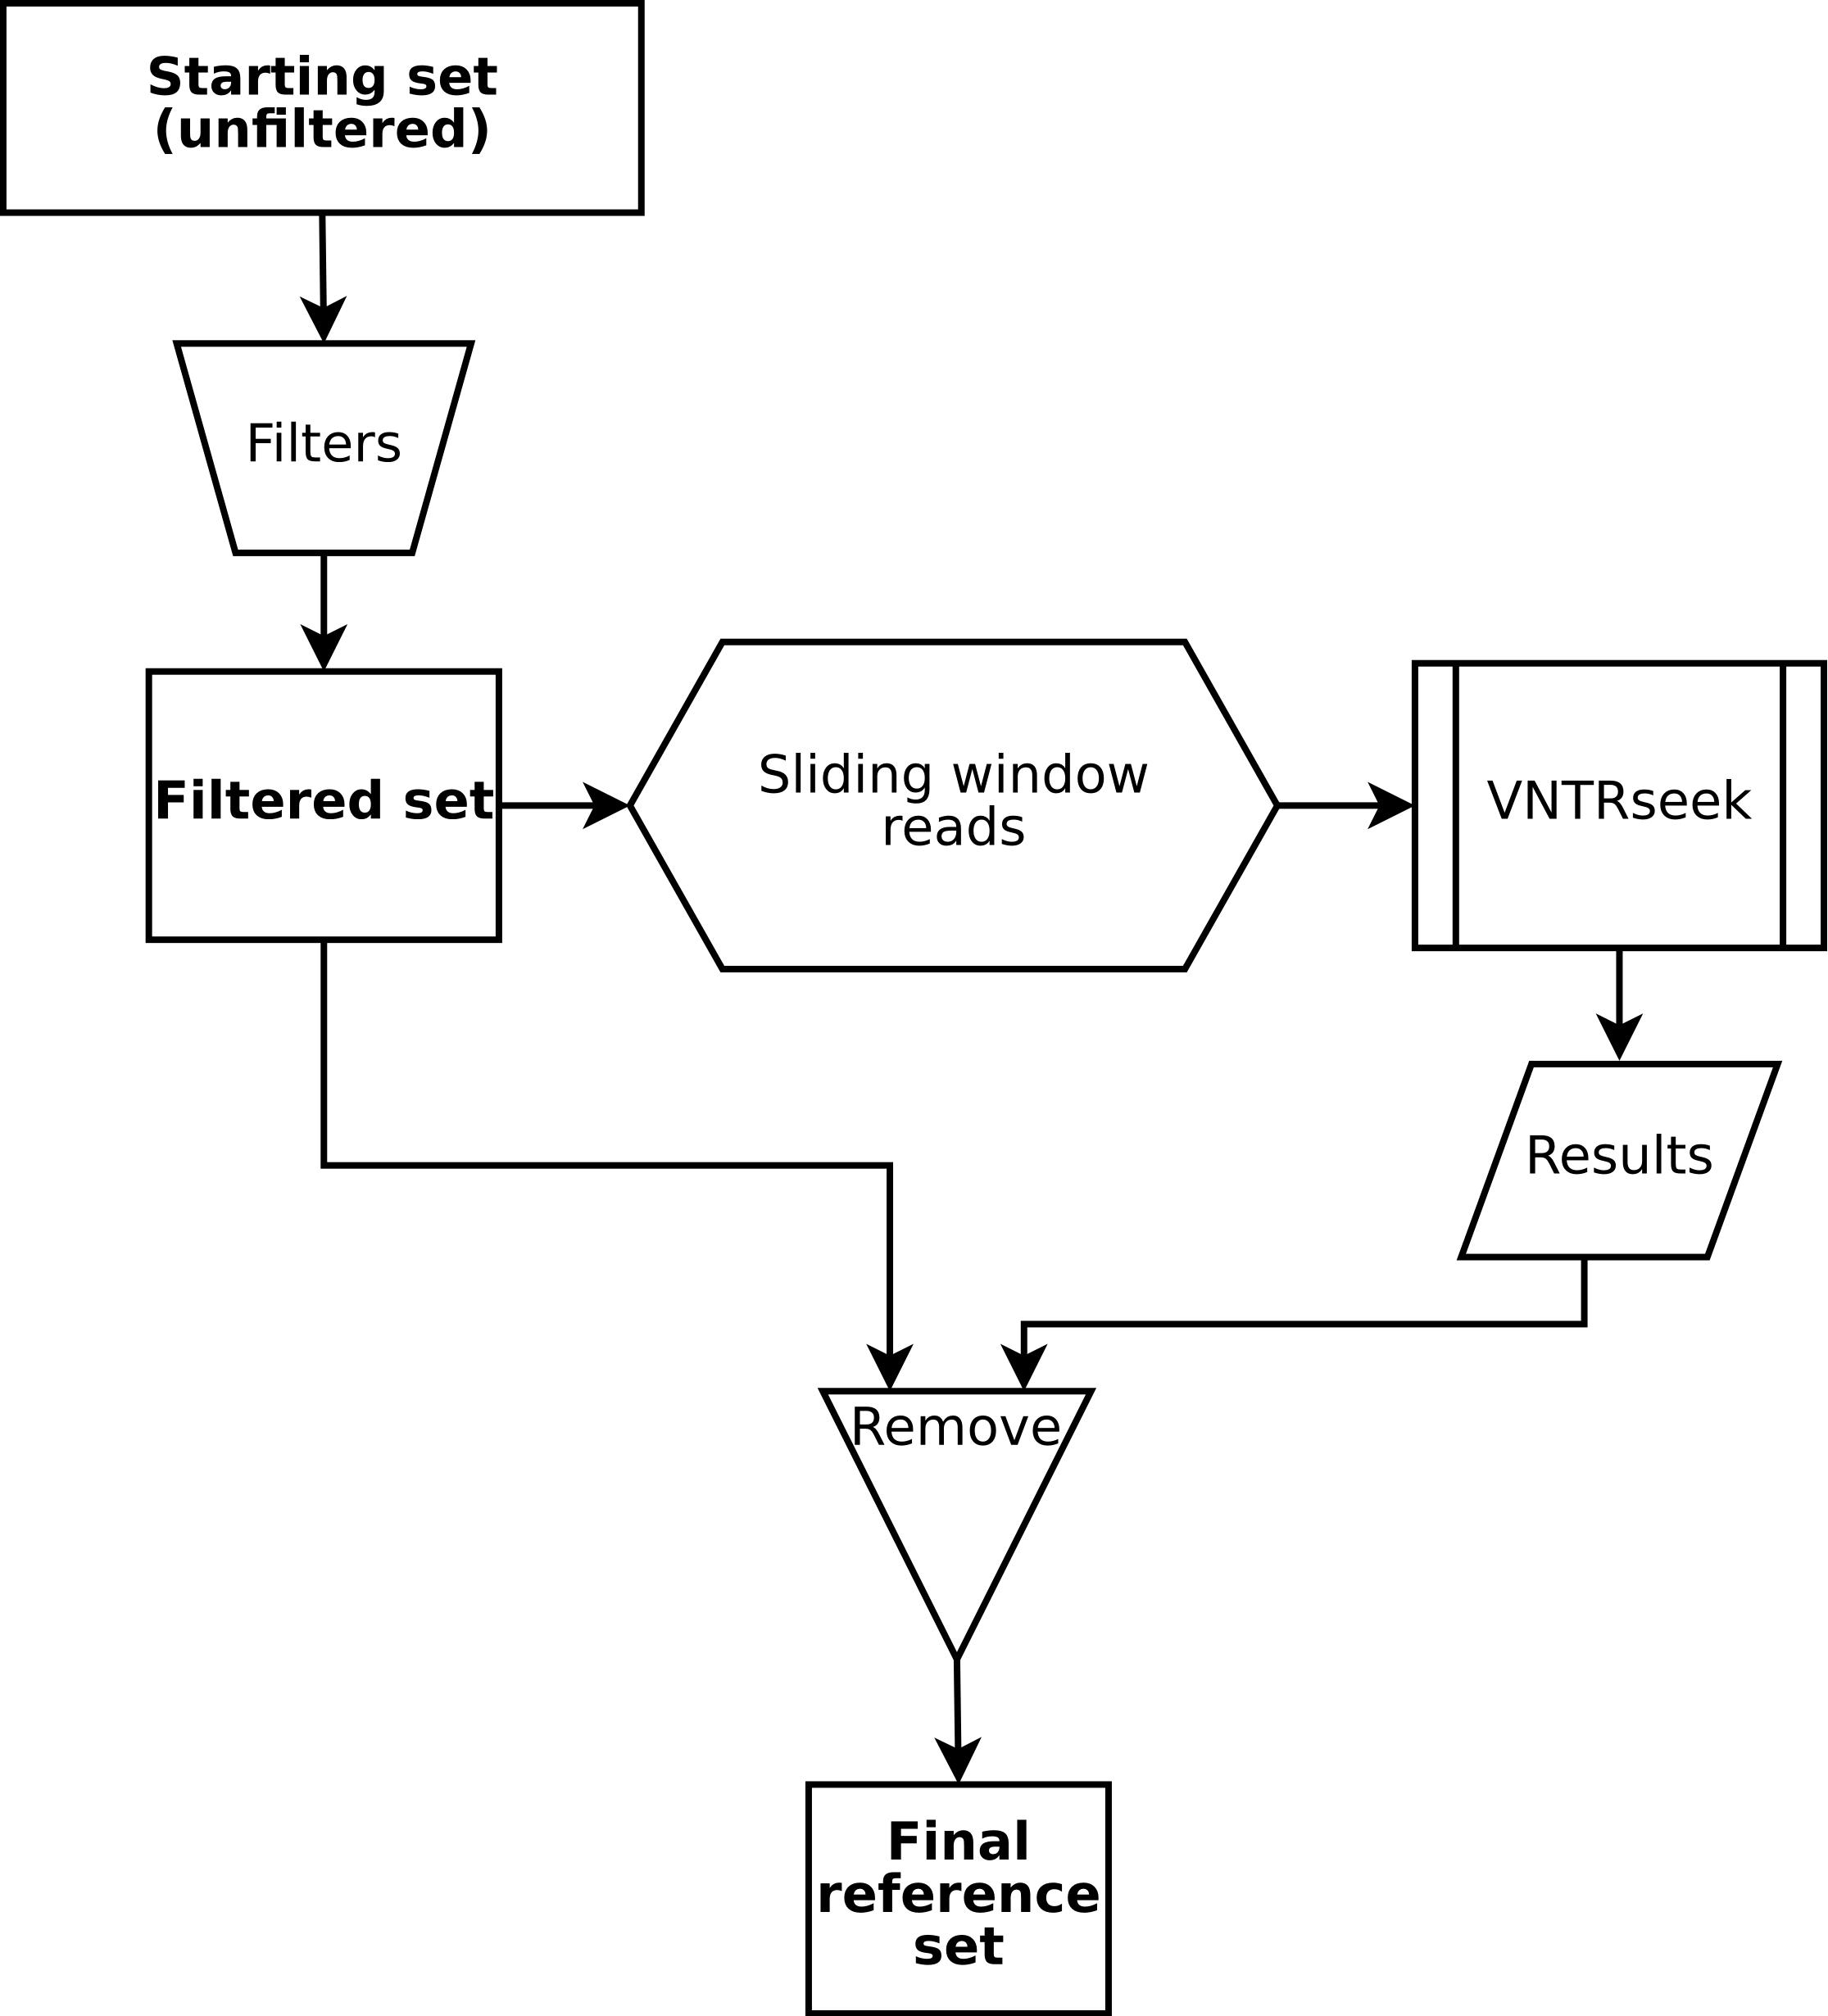 Starting set
(unfiltered)
Filters
Filtered set
Sliding window
reads
VNTRseek
Results
Remove
Final
reference
set